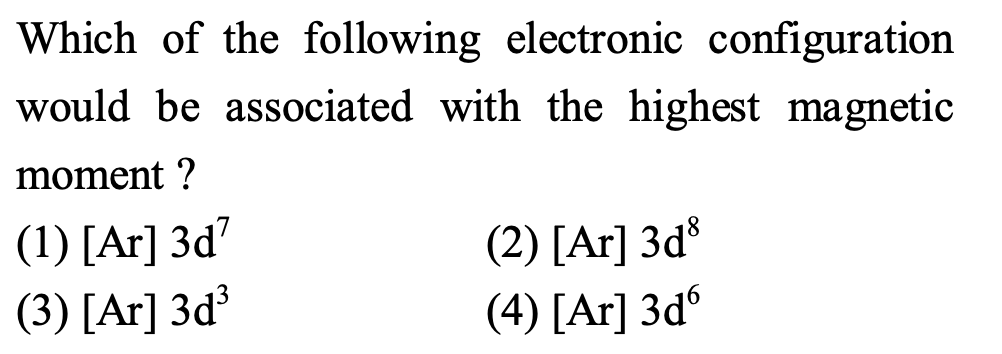 Which of the following electronic configuration
would be associated with the highest magnetic
moment ?
(1) [Ar] 3d⁷ (2) [Ar] 3d⁸
(3) [Ar] 3d³ (4) [Ar] 3d⁶